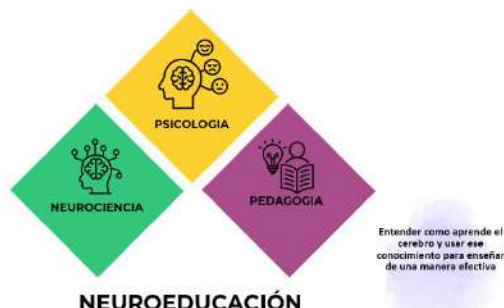 PSICOLOGIA
NEUROCIENCIA
PEDAGOGIA
Entender como aprende el
cerebro y usar ese
conocimiento para enseñar
de una manera efectiva
NEUROEDUCACIÓN